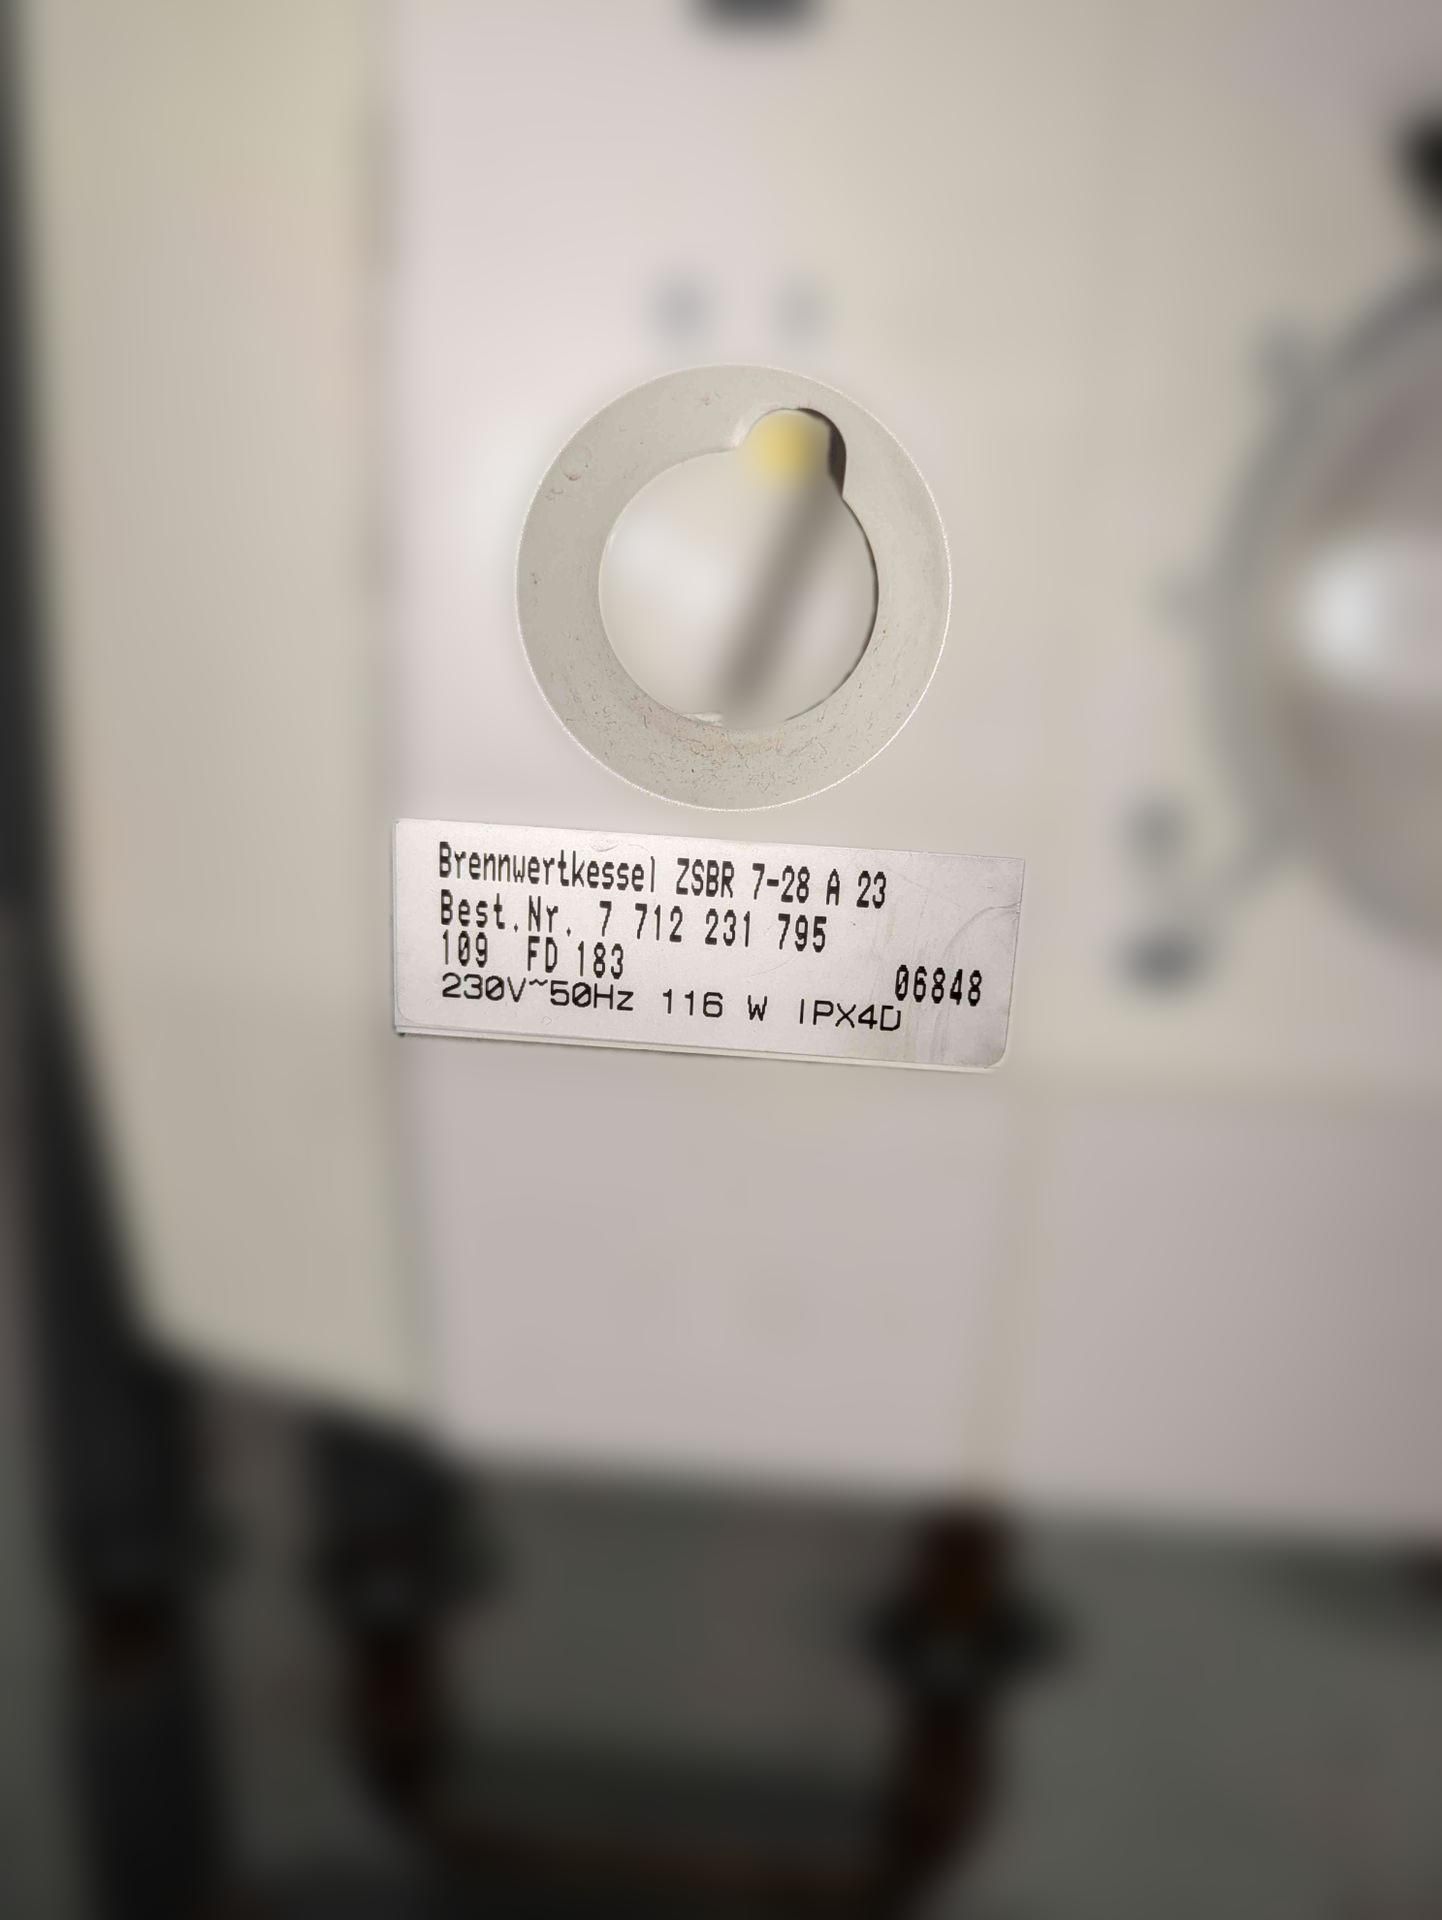 Brennwertkessel ZSBR 7-28 A 23
Best.Nr. 7 712 231 795
109 FD 183
06848
230V~50Hz 116 W IPX4D